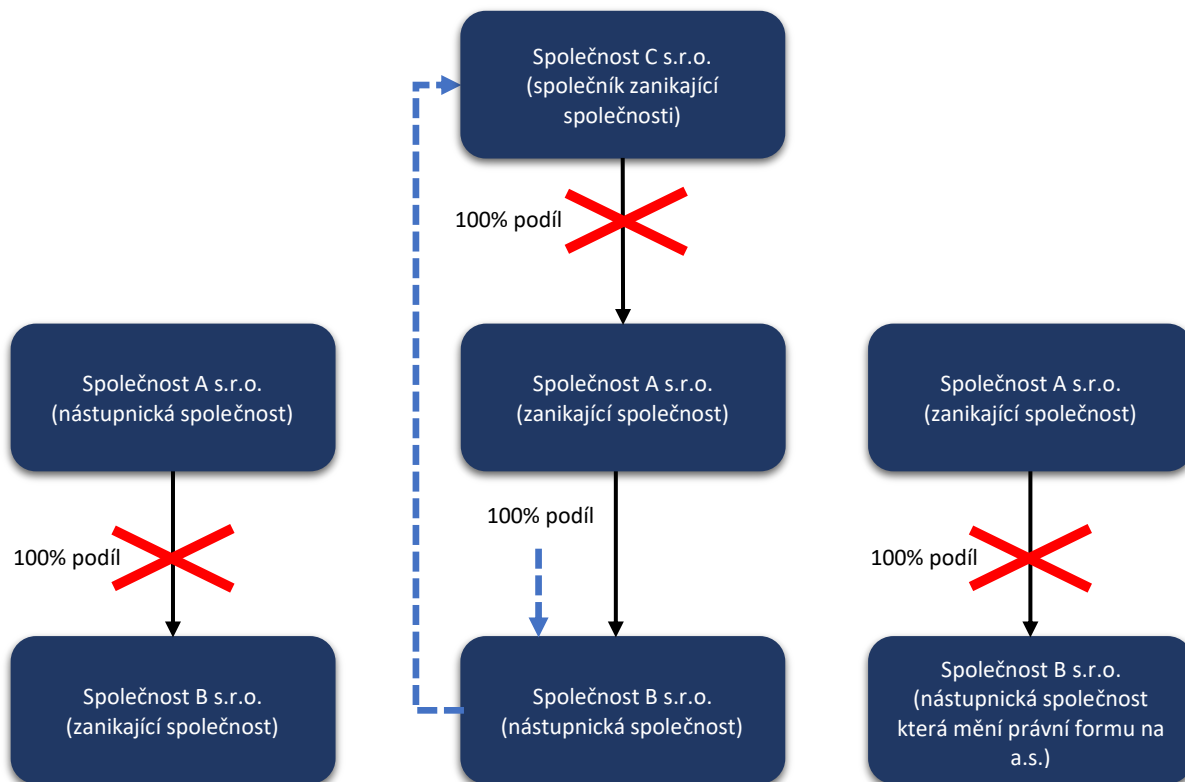 Společnost C s.r.o.
(společník zanikající
společnosti)
100% podíl
Společnost A s.r.o.
(nástupnická společnost)
Společnost A s.r.o.
(zanikající společnost)
Společnost A s.r.o.
(zanikající společnost)
100% podíl
100% podíl
100% podíl
Společnost B s.r.o.
(zanikající společnost)
Společnost B s.r.o.
(nástupnická společnost)
Společnost B s.r.o.
(nástupnická společnost
která mění právní formu na
a.s.)